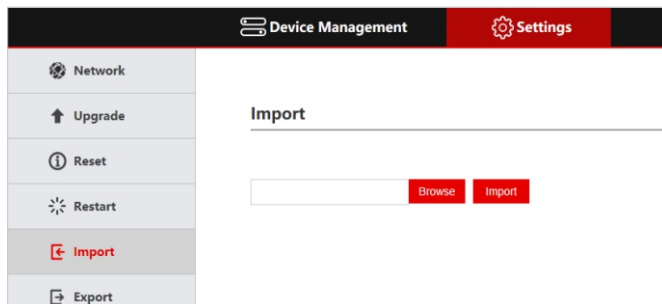 Device Management
Settings
Network
Upgrade
Import
Reset
Browse
Import
Restart
Import
Export